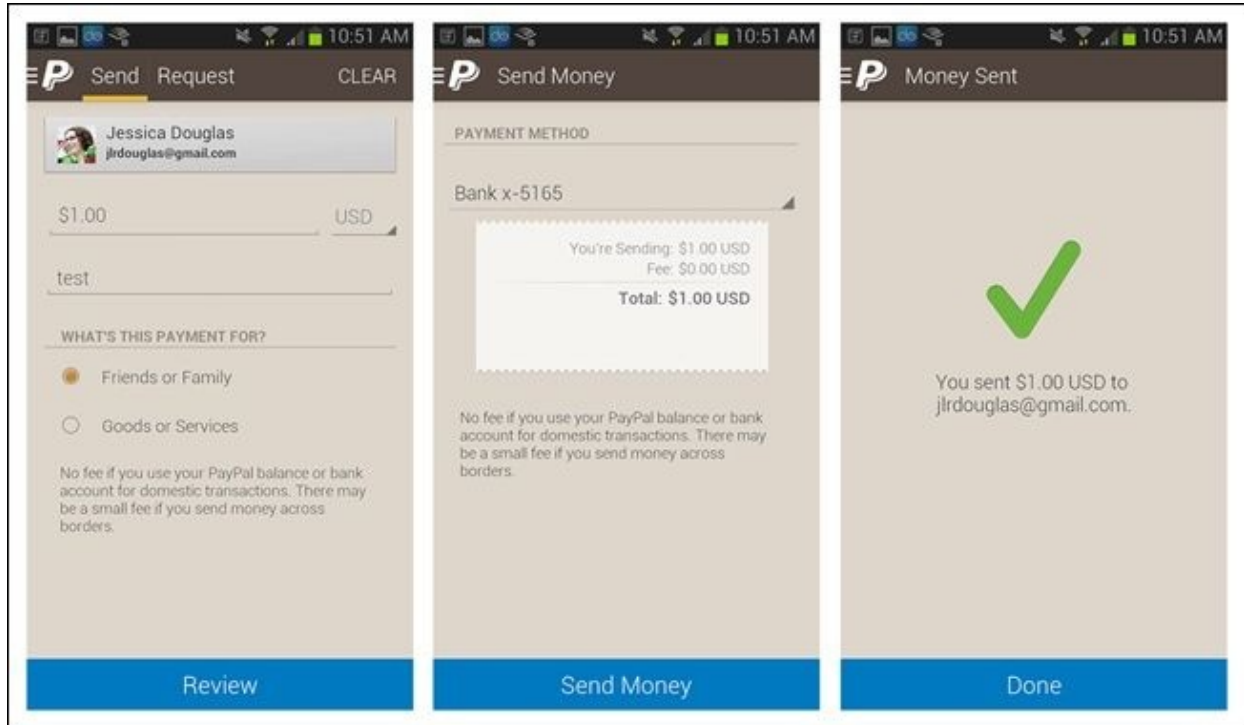 10:51 AM
Send Request CLEAR
Jessica Douglas
jlrdouglas@gmail.com
$1.00 USD
test
WHAT'S THIS PAYMENT FOR?
Friends or Family
Goods or Services
No fee if you use your PayPal balance or bank
account for domestic transactions. There may
be a small fee if you send money across
borders.
Review
10:51 AM
Send Money
PAYMENT METHOD
Bank x-5165
You're Sending: $1.00 USD
Fee: $0.00 USD
Total: $1.00 USD
No fee if you use your PayPal balance or bank
account for domestic transactions. There may
be a small fee if you send money across
borders.
Send Money
10:51 AM
Money Sent
You sent $1.00 USD to
jlrdouglas@gmail.com.
Done